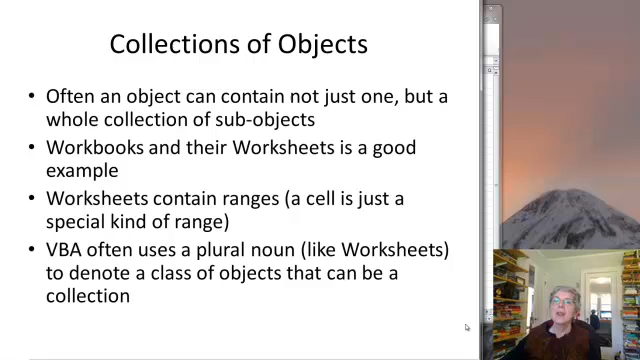 Collections of Objects
• Often an object can contain not just one, but a
whole collection of sub-objects
• Workbooks and their Worksheets is a good
example
• Worksheets contain ranges (a cell is just a
special kind of range)
• VBA often uses a plural noun (like Worksheets)
to denote a class of objects that can be a
collection